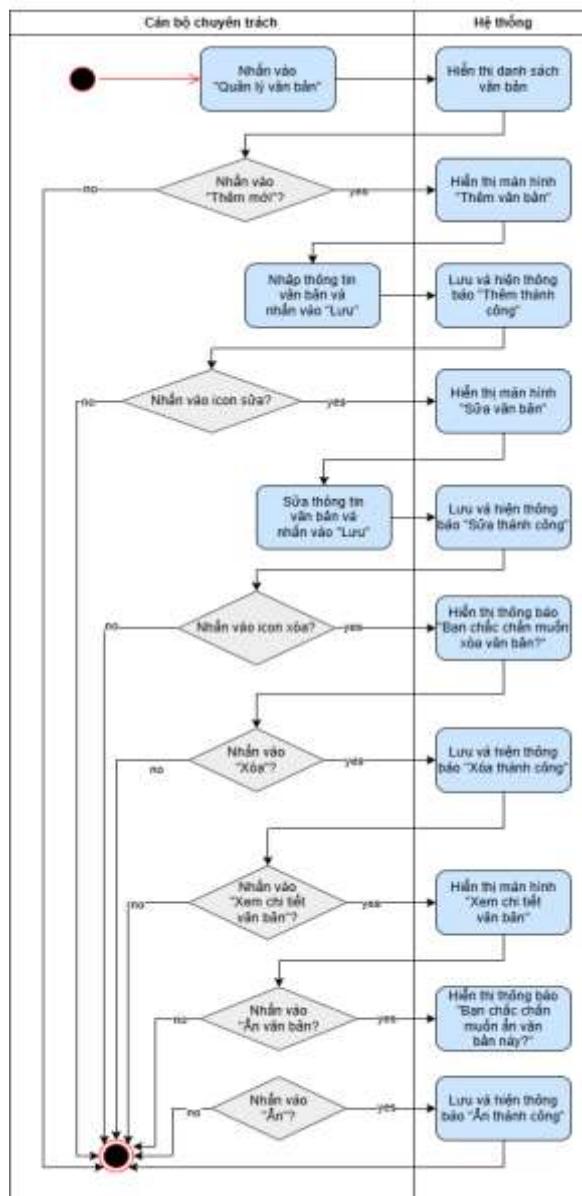 Cán bộ chuyên trách
Hệ thống
Nhấn vào
"Quản lý văn bản"
Hiển thị danh sách
văn bản
Nhấn vào
"Thêm mới"?
no
yes
Hiển thị màn hình
"Thêm văn bản"
Nhập thông tin
văn bản và
nhấn vào "Lưu"
Lưu và hiện thông
báo "Thêm thành
công"
Nhấn vào icon sửa?
no
yes
Hiển thị màn hình
"Sửa văn bản"
Sửa thông tin
văn bản và
nhấn vào "Lưu"
Lưu và hiện thông
báo "Sửa thành công"
Nhấn vào icon xóa?
no
yes
Hiển thị thông báo
"Bạn chắc chắn muốn
xóa văn bản?"
Nhấn vào
"Xóa"?
no
yes
Lưu và hiện thông
báo "Xóa thành công"
Nhấn vào
"Xem chi tiết
văn bản"?
no
yes
Hiển thị màn hình
"Xem chi tiết
văn bản"
Nhấn vào
"Ẩn văn bản?
no
yes
Hiển thị thông báo
"Bạn chắc chắn
muốn ẩn văn
bản này?"
Nhấn vào
"Ẩn"?
no
yes
Lưu và hiện thông
báo "Ẩn thành công"